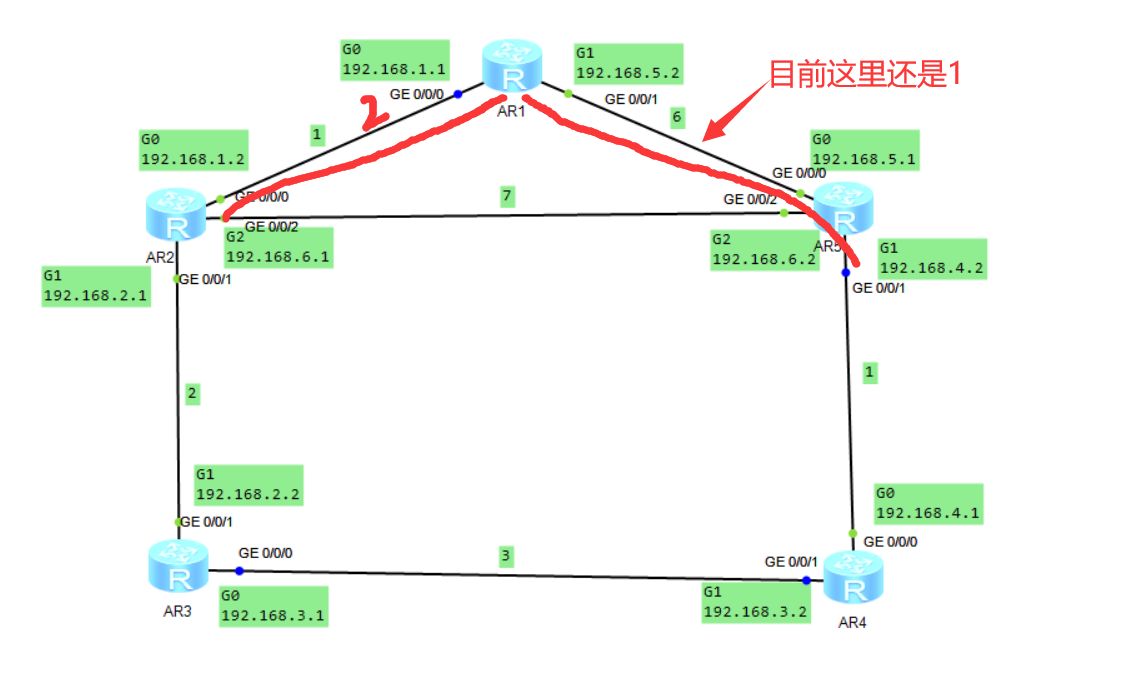 G0
192.168.1.1
GE 0/0/0
R
AR1
G1
192.168.5.2
GE 0/0/1
目前这里还是1
6
2
1
G0
192.168.1.2
GE 0/0/0
R
AR2
GE 0/0/2
G2
192.168.6.1
7
G0
192.168.5.1
GE 0/0/0
GE 0/0/2
R
AR5
G2
192.168.6.2
G1
192.168.4.2
GE 0/0/1
G1
192.168.2.1
GE 0/0/1
2
1
G1
192.168.2.2
GE 0/0/1
R
AR3
GE 0/0/0
G0
192.168.3.1
3
G0
192.168.4.1
GE 0/0/0
GE 0/0/1
G1
192.168.3.2
R
AR4